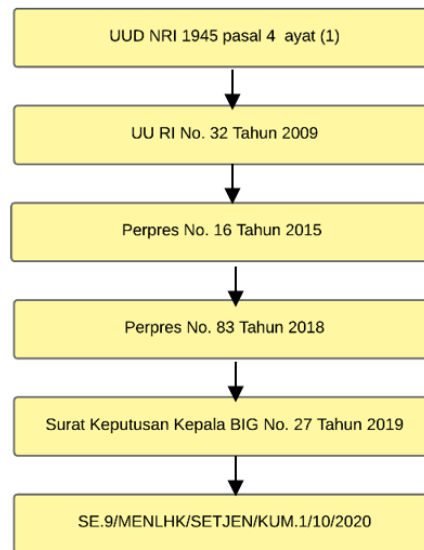 UUD NRI 1945 pasal 4 ayat (1)
UU RI No. 32 Tahun 2009
Perpres No. 16 Tahun 2015
Perpres No. 83 Tahun 2018
Surat Keputusan Kepala BIG No. 27 Tahun 2019
SE.9/MENLHK/SETJEN/KUM.1/10/2020